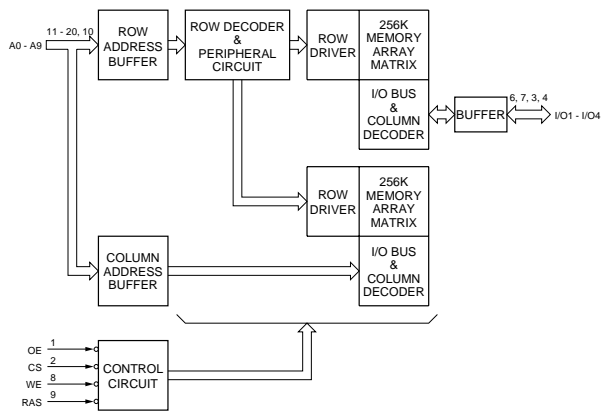 A0 - A9
11 - 20, 10
ROW
ADDRESS
BUFFER
ROW DECODER
&
PERIPHERAL
CIRCUIT
ROW
DRIVER
256K
MEMORY
ARRAY
MATRIX
I/O BUS
&
COLUMN
DECODER
BUFFER
6, 7, 3, 4
I/O1 - I/O4
ROW
DRIVER
256K
MEMORY
ARRAY
MATRIX
I/O BUS
&
COLUMN
DECODER
COLUMN
ADDRESS
BUFFER
OE 1
CS 2
WE 8
RAS 9
CONTROL
CIRCUIT